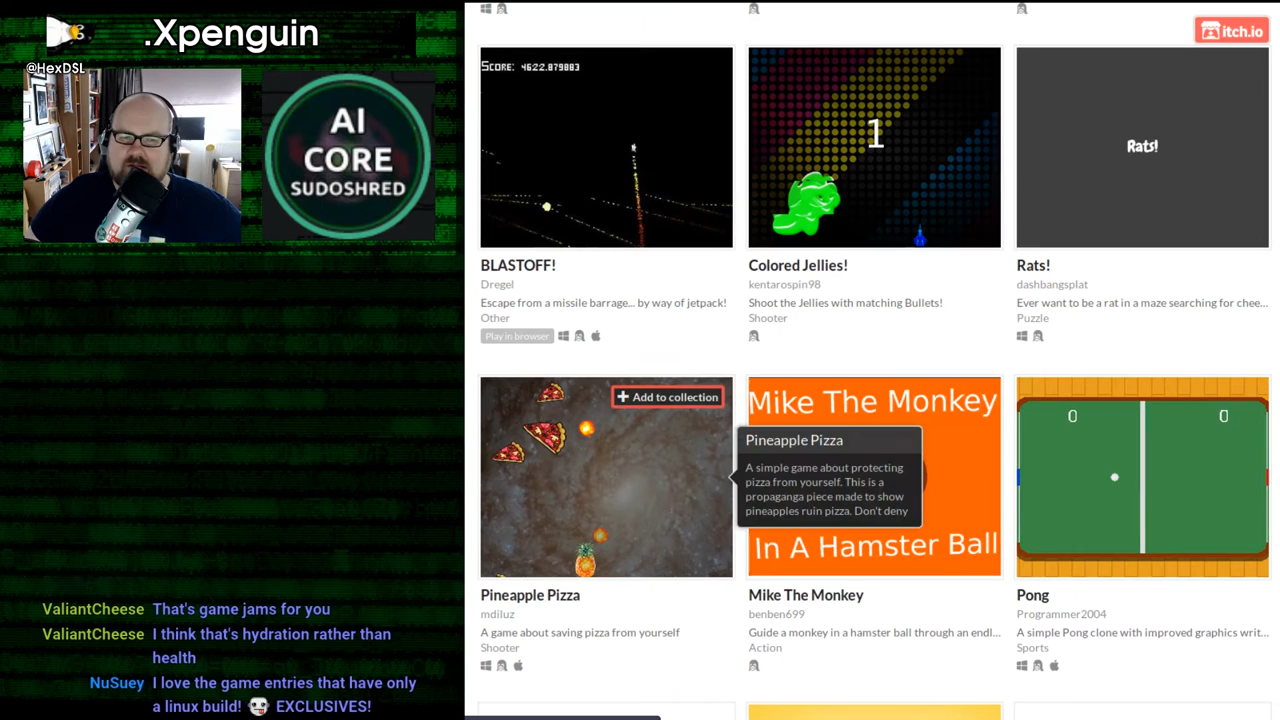 .Xpenguin
@HexDSL
AI
CORE
SUDOSHRED
itch.io
SCORE: 4622.879883
1
Rats!
BLASTOFF!
Dregel
Escape from a missile barrage... by way of jetpack!
Other
Play in browser
Colored Jellies!
kentarospin98
Shoot the Jellies with matching Bullets!
Shooter
Rats!
dashbangsplat
Ever want to be a rat in a maze searching for chee...
Puzzle
+ Add to collection
Pineapple Pizza
A simple game about protecting
pizza from yourself. This is a
propaganga piece made to show
pineapples ruin pizza. Don't deny
Mike The Monkey
In A Hamster Ball
0 0
Pineapple Pizza
mdiluz
A game about saving pizza from yourself
Shooter
Mike The Monkey
benben699
Guide a monkey in a hamster ball through an endl...
Action
Pong
Programmer2004
A simple Pong clone with improved graphics writ...
Sports
ValiantCheese That's game jams for you
ValiantCheese I think that's hydration rather than
health
NuSuey I love the game entries that have only
a linux build! EXCLUSIVES!